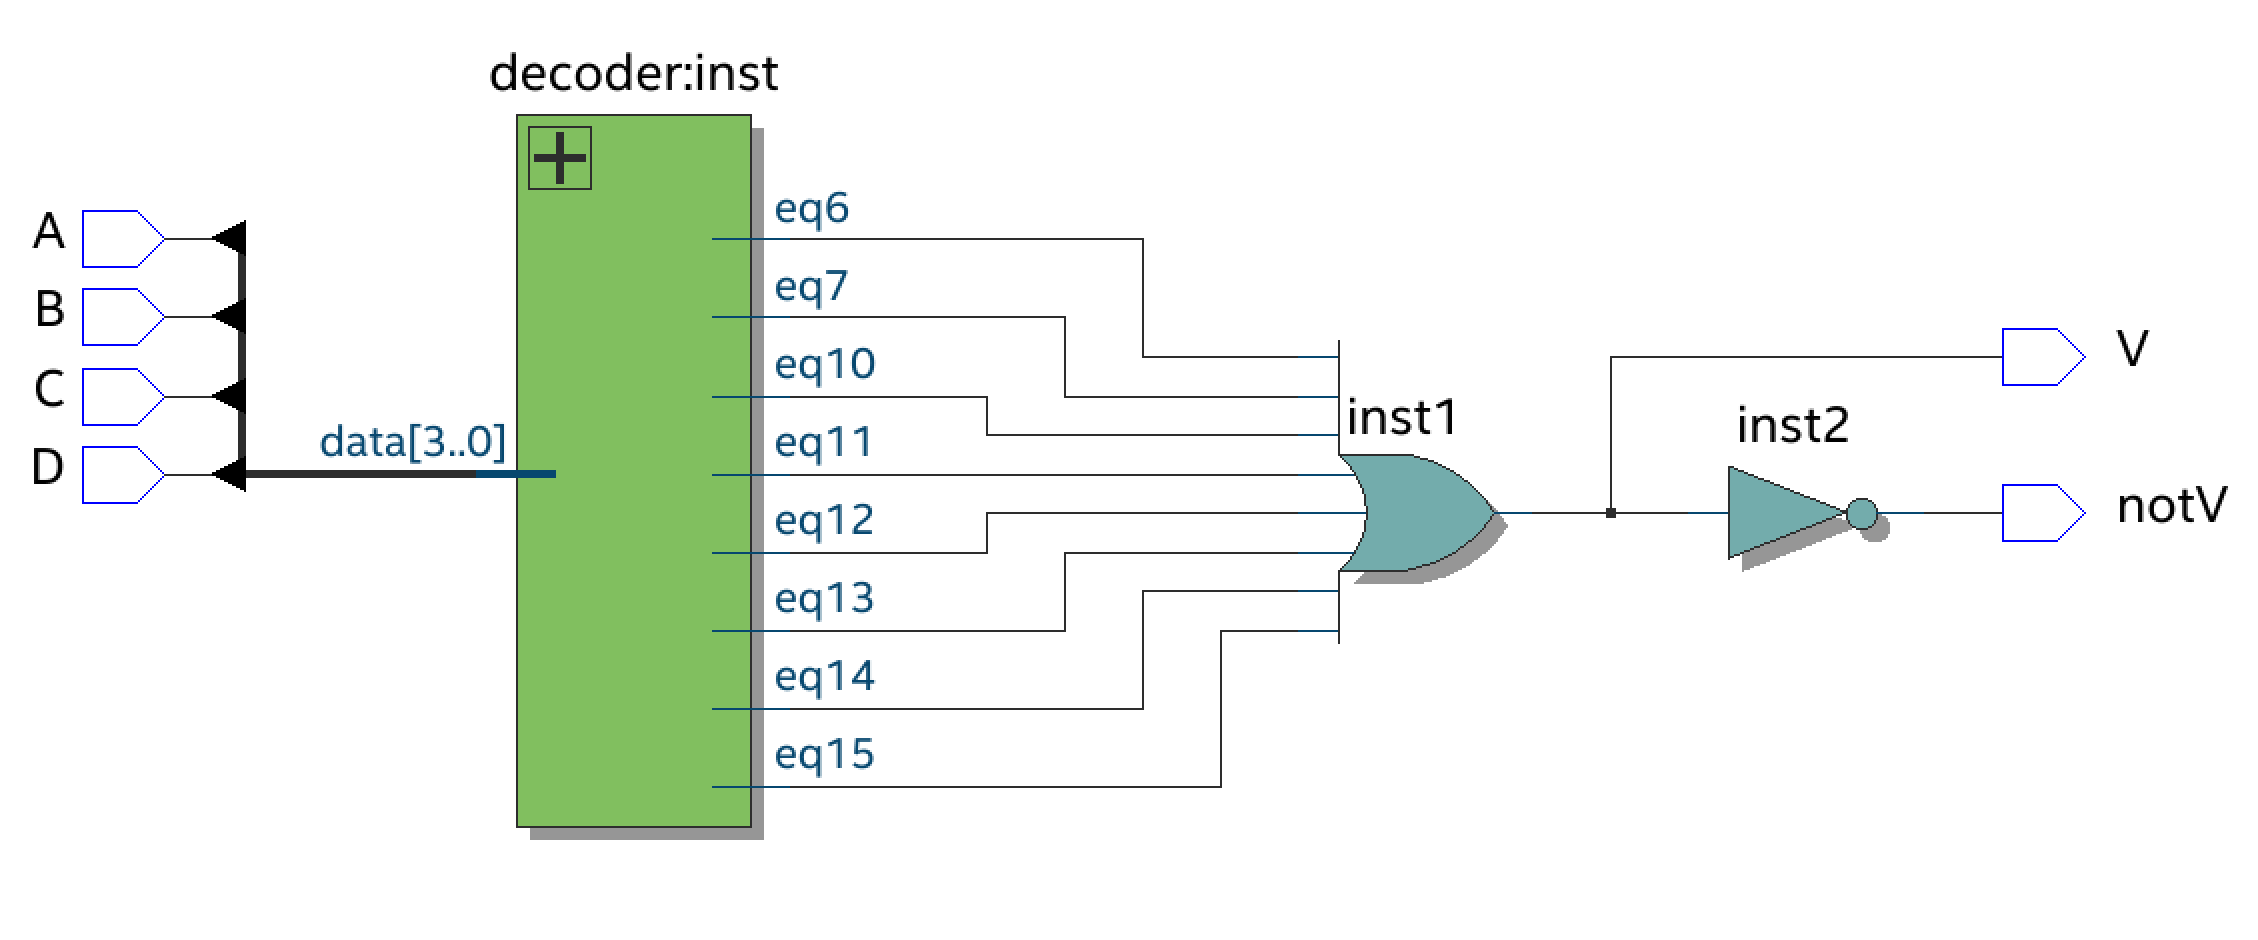 decoder:inst
A
B
C
D
data[3..0]
eq6
eq7
eq10
eq11
eq12
eq13
eq14
eq15
inst1
inst2
V
notV